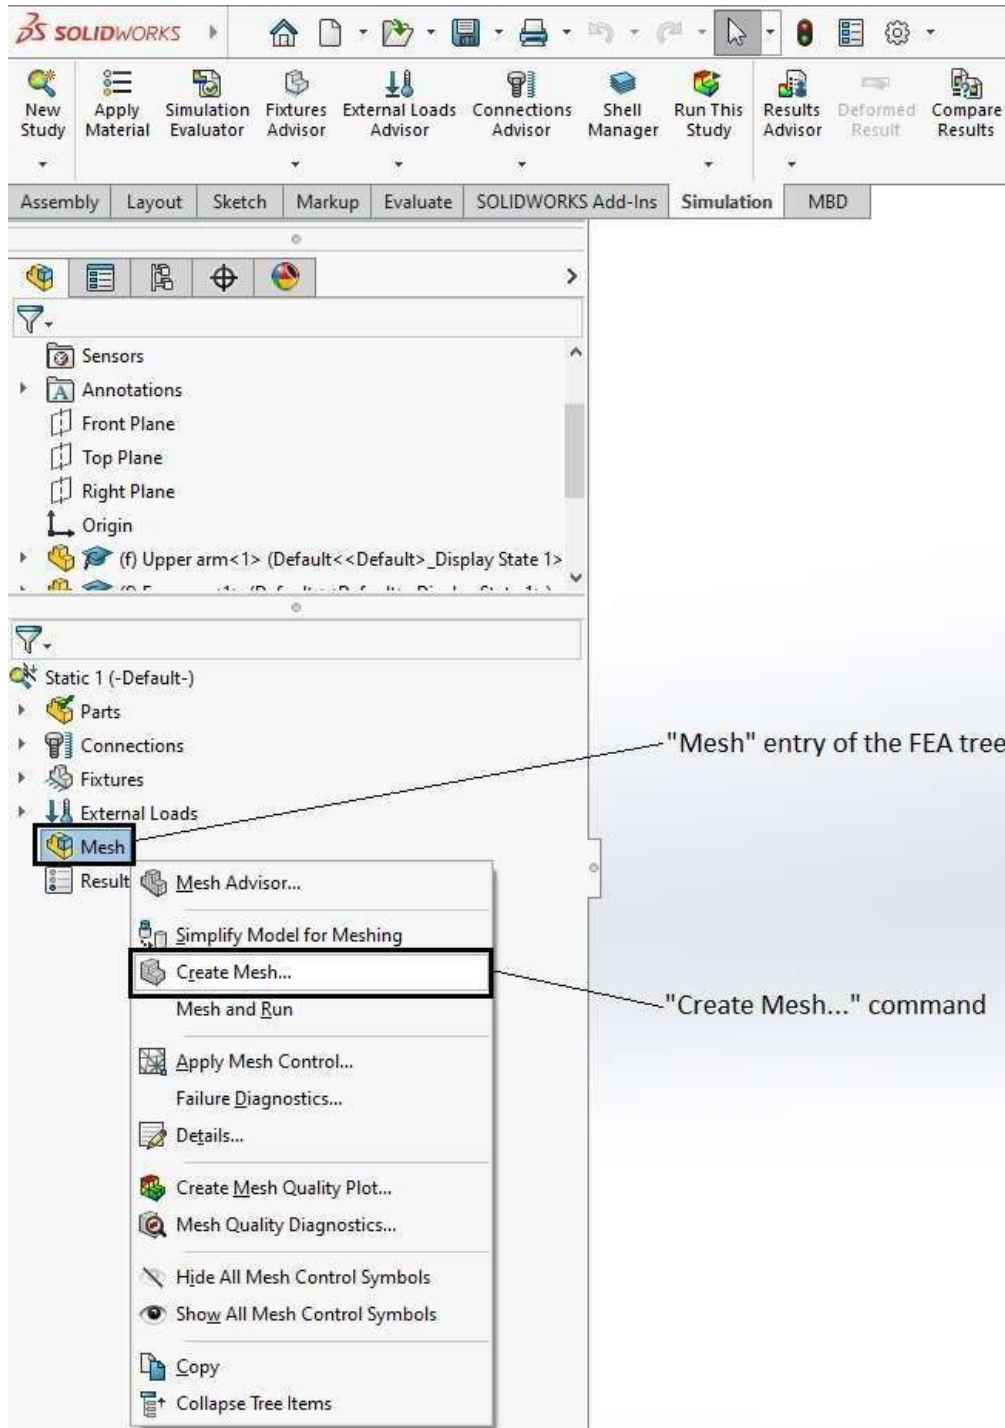 SOLIDWORKS
New Study
Apply Material
Simulation Evaluator
Fixtures Advisor
External Loads Advisor
Connections Advisor
Shell Manager
Run This Study
Results Advisor
Deformed Result
Compare Results
Assembly Layout Sketch Markup Evaluate SOLIDWORKS Add-Ins Simulation MBD
Sensors
A Annotations
Front Plane
Top Plane
Right Plane
Origin
(f) Upper arm<1> (Default<<Default>_Display State 1>
Static 1 (-Default-)
Parts
Connections
"Mesh" entry of the FEA tree
Fixtures
External Loads
Mesh
Result
Mesh Advisor...
Simplify Model for Meshing
Create Mesh...
"Create Mesh..." command
Mesh and Run
Apply Mesh Control...
Failure Diagnostics...
Details...
Create Mesh Quality Plot...
Mesh Quality Diagnostics...
Hide All Mesh Control Symbols
Show All Mesh Control Symbols
Copy
Collapse Tree Items